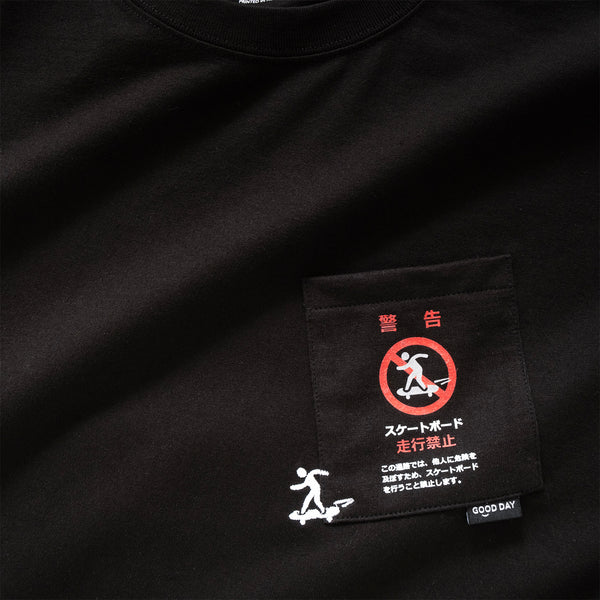 PRINTED IN
警告
スケートボード
走行禁止
この道路では、他人に危険を
及ぼすため、スケートボード
を行うこと禁止します。
GOOD DAY